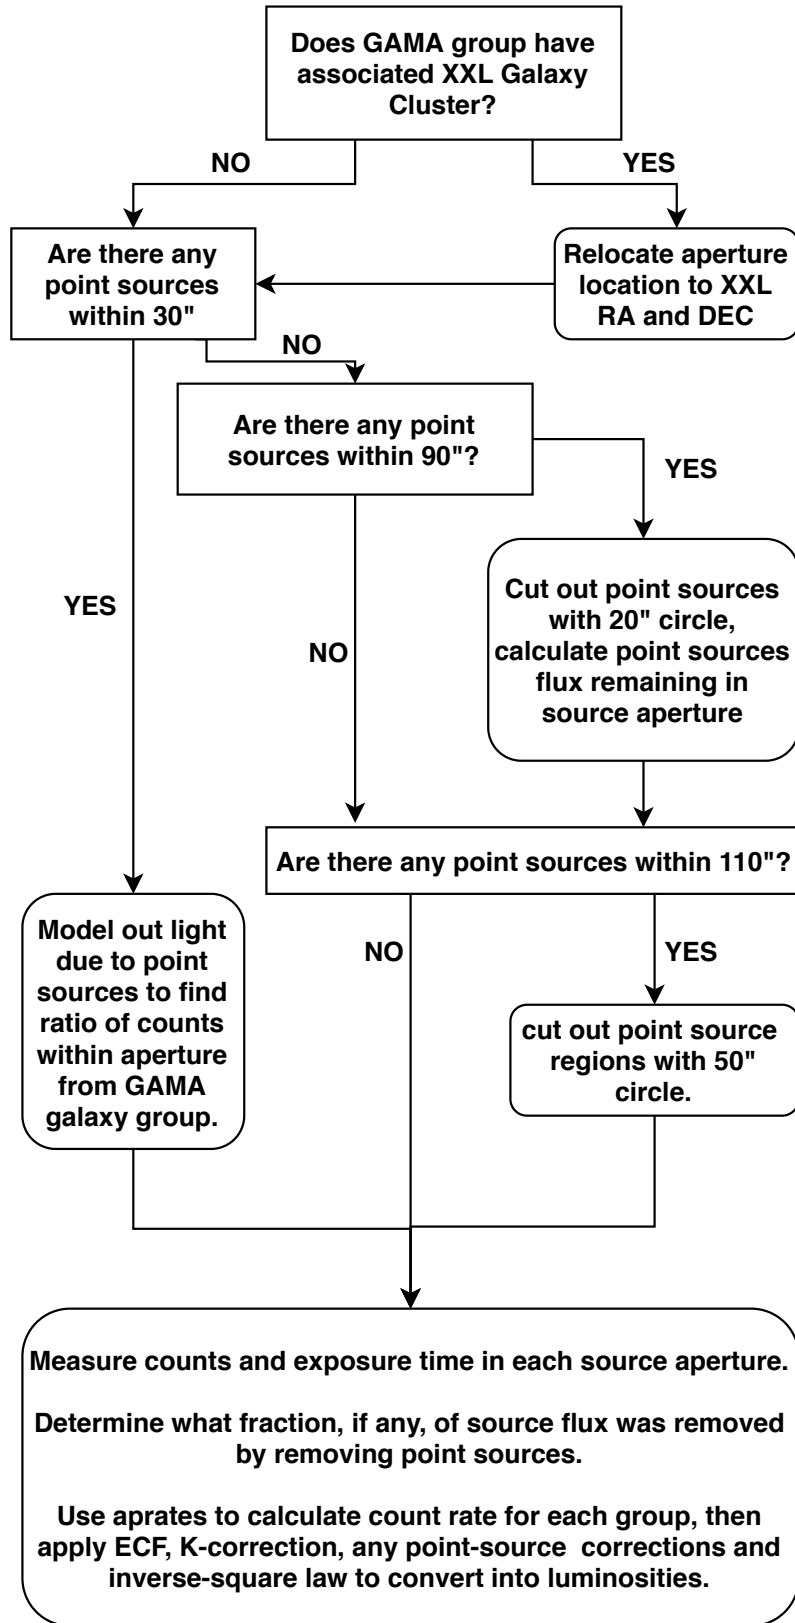 Does GAMA group have
associated XXL Galaxy
Cluster?
NO
YES
Are there any
point sources
within 30"
Relocate aperture
location to XXL
RA and DEC
NO
Are there any point
sources within 90"?
YES
YES
NO
Cut out point sources
with 20" circle,
calculate point sources
flux remaining in
source aperture
Are there any point sources within 110"?
Model out light
due to point
sources to find
ratio of counts
within aperture
from GAMA
galaxy group.
NO
YES
cut out point source
regions with 50"
circle.
Measure counts and exposure time in each source aperture.
Determine what fraction, if any, of source flux was removed
by removing point sources.
Use aprates to calculate count rate for each group, then
apply ECF, K-correction, any point-source corrections and
inverse-square law to convert into luminosities.